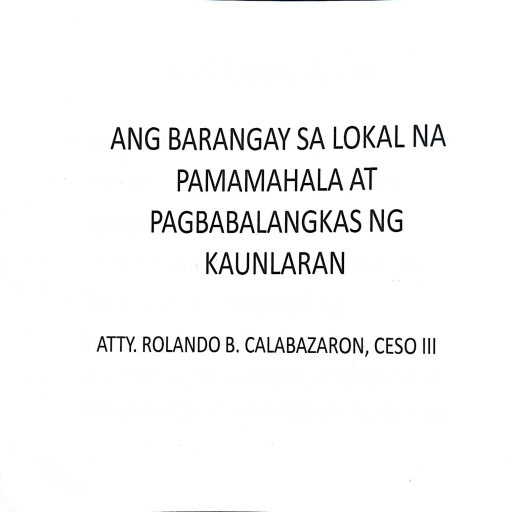 ANG BARANGAY SA LOKAL NA
PAMAMAHALA AT
PAGBABALANGKAS NG
KAUNLARAN
ATTY. ROLANDO B. CALABAZARON, CESO III